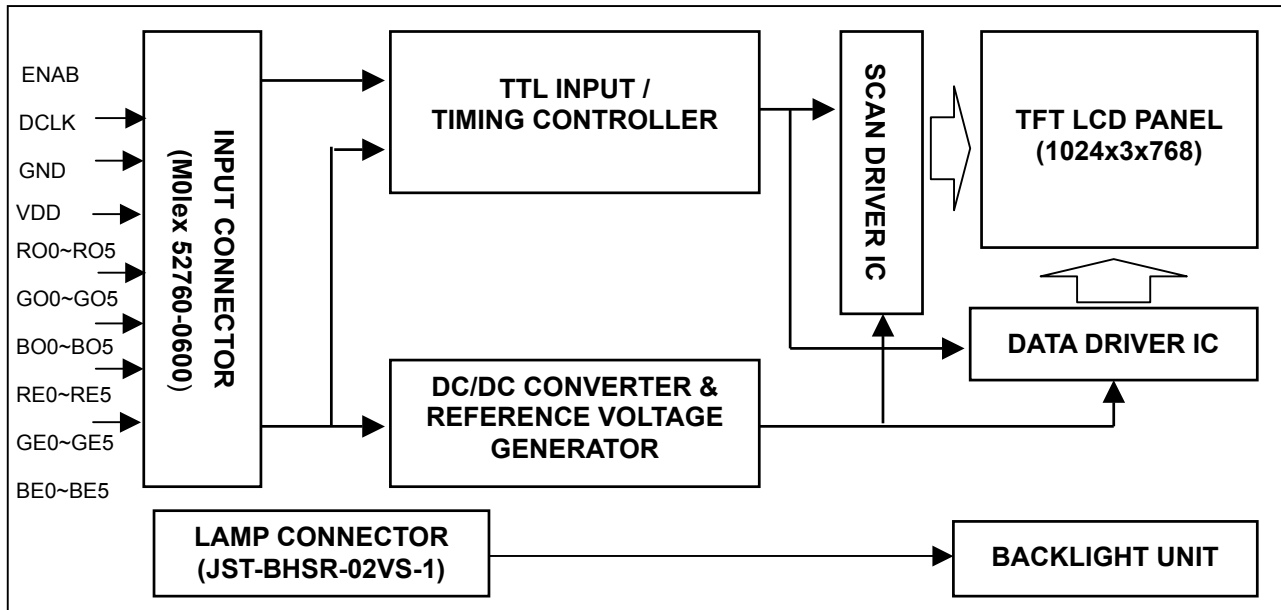 ENAB
DCLK
GND
VDD
RO0~RO5
GO0~GO5
BO0~BO5
RE0~RE5
GE0~GE5
BE0~BE5
INPUT CONNECTOR
(M0lex 52760-0600)
TTL INPUT /
TIMING CONTROLLER
SCAN DRIVER IC
TFT LCD PANEL
(1024x3x768)
DATA DRIVER IC
DC/DC CONVERTER &
REFERENCE VOLTAGE
GENERATOR
LAMP CONNECTOR
(JST-BHSR-02VS-1)
BACKLIGHT UNIT